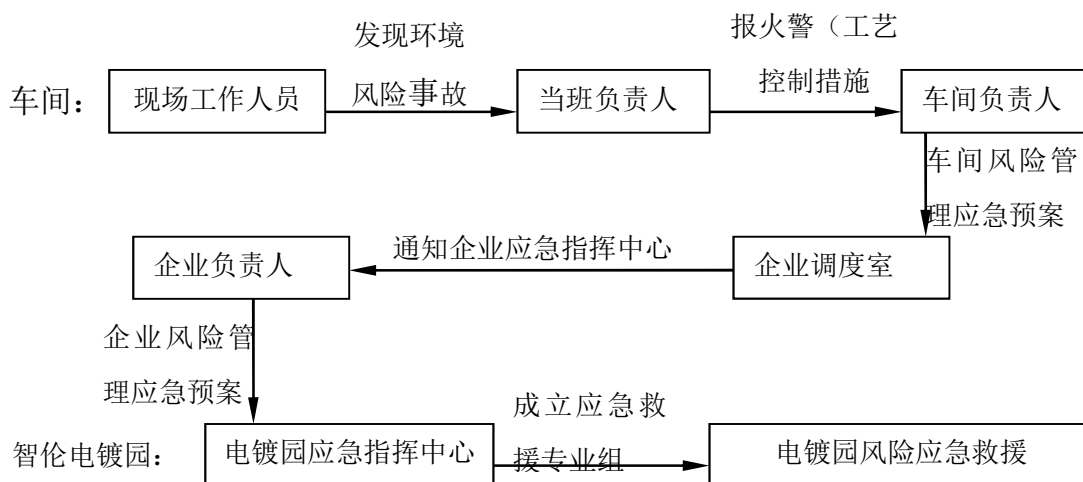 发现环境
报火警（工艺
车间：
现场工作人员
风险事故
当班负责人
控制措施
车间负责人
车间风险管
理应急预案
企业负责人
通知企业应急指挥中心
企业调度室
企业风险管
理应急预案
成立应急救
智伦电镀园：
电镀园应急指挥中心
援专业组
电镀园风险应急救援